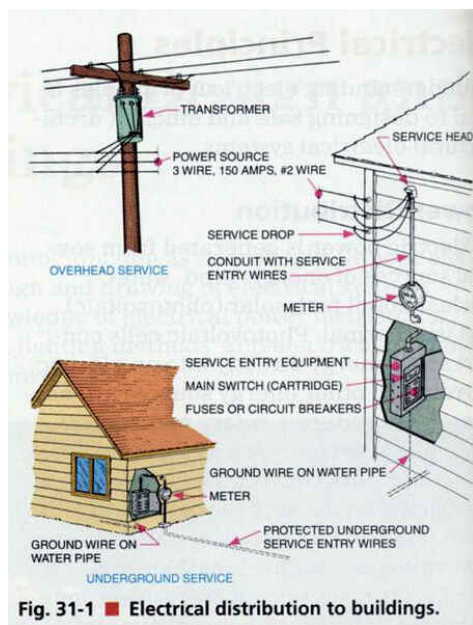 TRANSFORMER
SERVICE HEAD
POWER SOURCE
3 WIRE, 150 AMPS, #2 WIRE
SERVICE DROP
CONDUIT WITH SERVICE
ENTRY WIRES
OVERHEAD SERVICE
METER
SERVICE ENTRY EQUIPMENT
MAIN SWITCH (CARTRIDGE)
FUSES OR CIRCUIT BREAKERS
GROUND WIRE ON WATER PIPE
METER
PROTECTED UNDERGROUND
SERVICE ENTRY WIRES
GROUND WIRE ON
WATER PIPE
UNDERGROUND SERVICE
Fig. 31-1 ■ Electrical distribution to buildings.